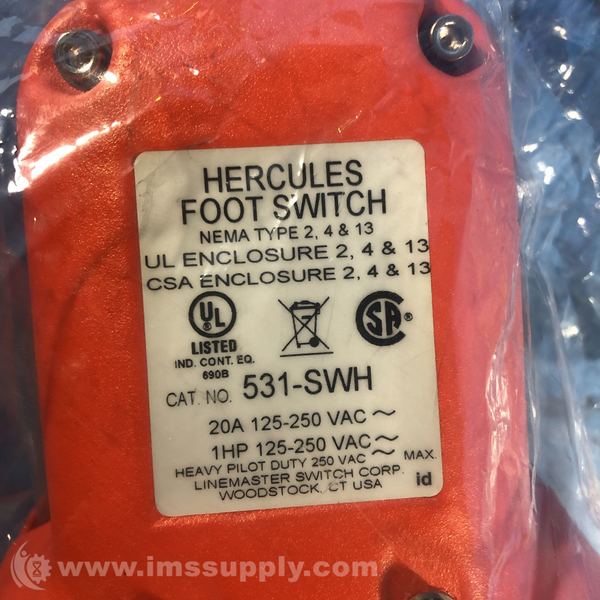 HERCULES
FOOT SWITCH
NEMA TYPE 2, 4 & 13
UL ENCLOSURE 2, 4 & 13
CSA ENCLOSURE 2, 4 & 13
UL
LISTED
IND. CONT. EQ.
690B
SA
CAT. NO. 531-SWH
20A 125-250 VAC ~
1HP 125-250 VAC ~
HEAVY PILOT DUTY 250 VAC ~ MAX.
LINEMASTER SWITCH CORP.
WOODSTOCK, CT USA
id
© www.imssupply.com/